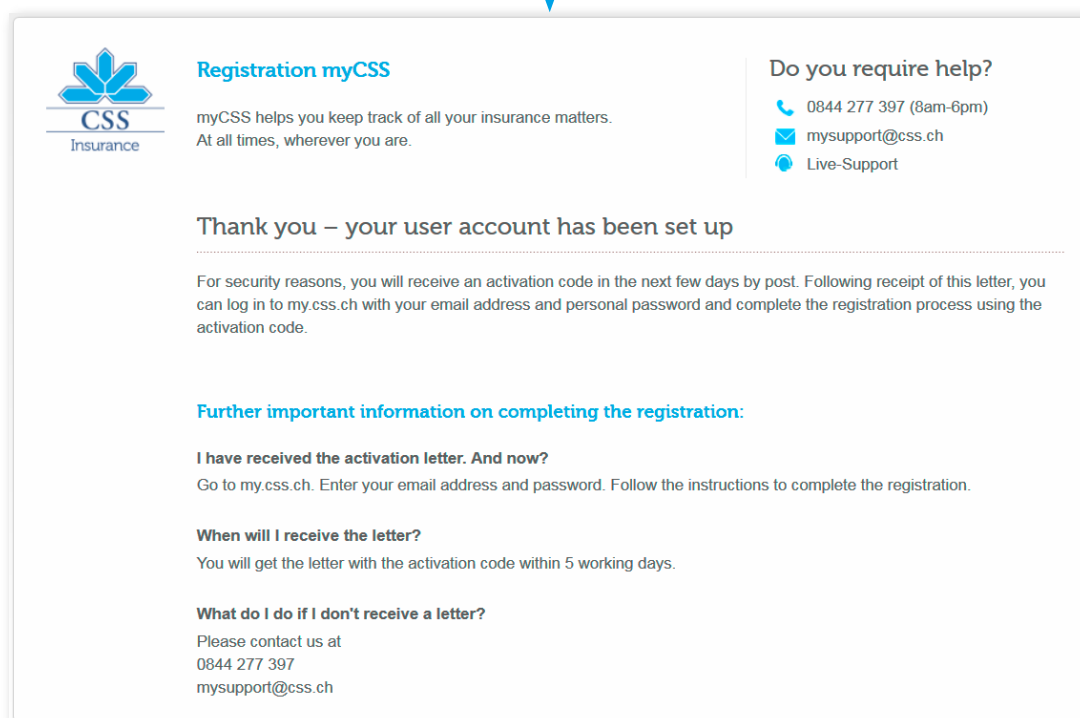 CSS
Insurance
Registration myCSS
myCSS helps you keep track of all your insurance matters.
At all times, wherever you are.
Do you require help?
0844 277 397 (8am-6pm)
mysupport@css.ch
Live-Support
Thank you – your user account has been set up
For security reasons, you will receive an activation code in the next few days by post. Following receipt of this letter, you
can log in to my.css.ch with your email address and personal password and complete the registration process using the
activation code.
Further important information on completing the registration:
I have received the activation letter. And now?
Go to my.css.ch. Enter your email address and password. Follow the instructions to complete the registration.
When will I receive the letter?
You will get the letter with the activation code within 5 working days.
What do I do if I don't receive a letter?
Please contact us at
0844 277 397
mysupport@css.ch